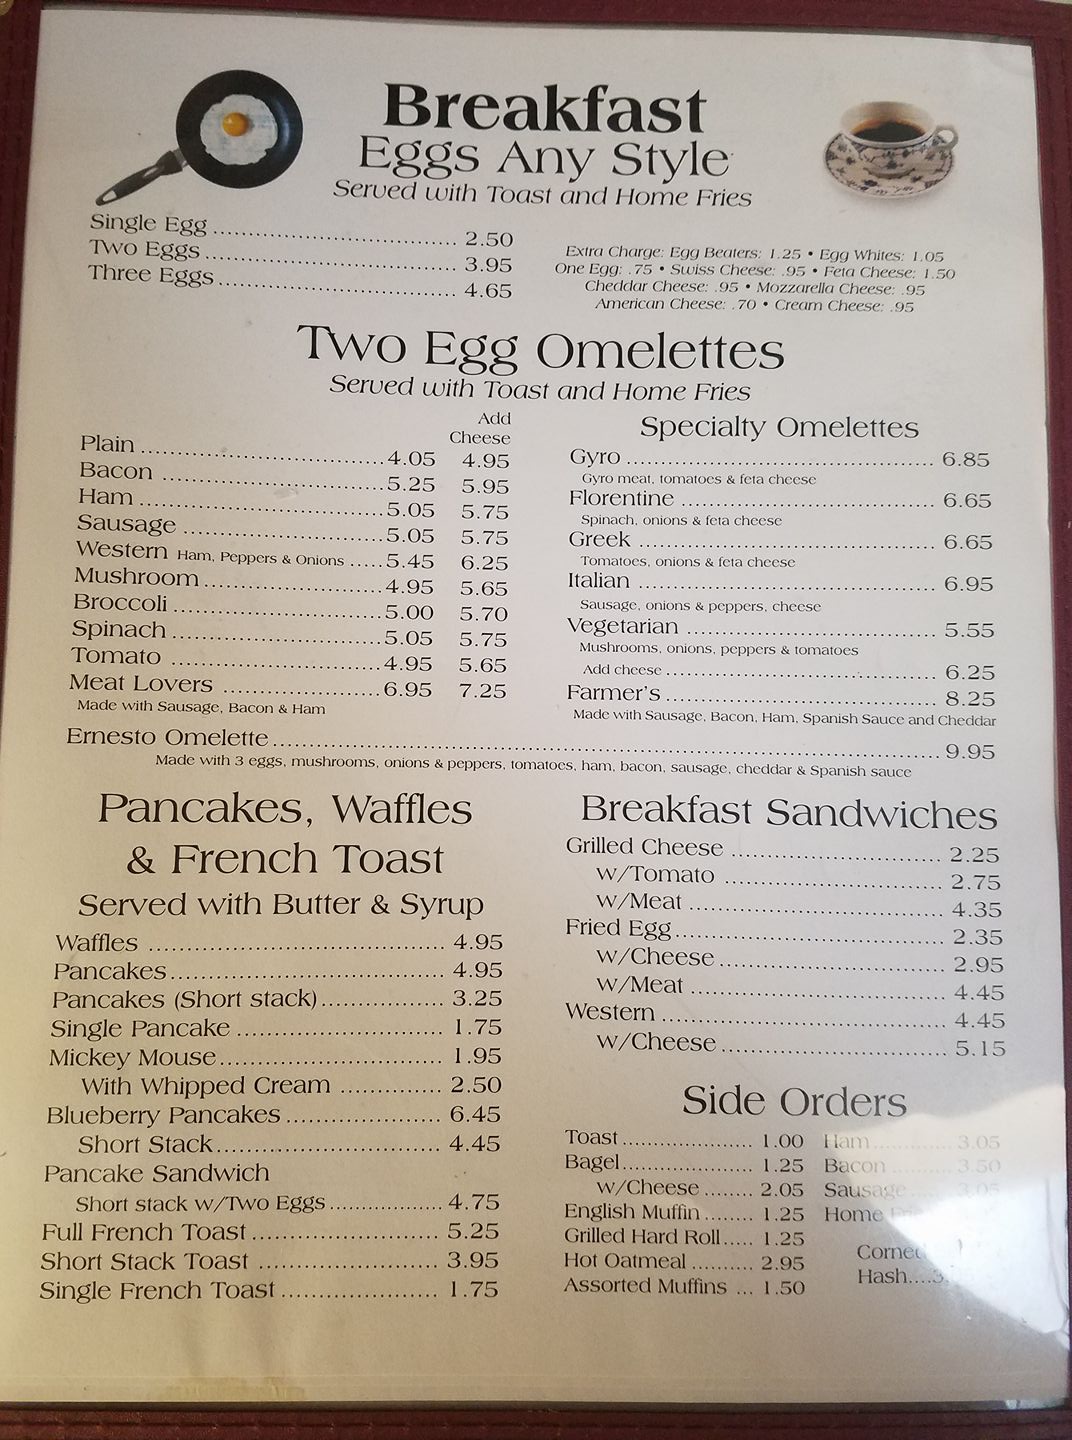 Breakfast
Eggs Any Style
Served with Toast and Home Fries
Single Egg 2.50
Two Eggs 3.95
Three Eggs 4.65
Extra Charge: Egg Beaters: 1.25 • Egg Whites: 1.05
One Egg: .75 • Swiss Cheese: .95 • Feta Cheese: 1.50
Cheddar Cheese: .95 • Mozzarella Cheese: .95
American Cheese: .70 • Cream Cheese: .95
Two Egg Omelettes
Served with Toast and Home Fries
Add
Cheese
Plain 4.05 4.95
Bacon 5.25 5.95
Ham 5.05 5.75
Sausage 5.05 5.75
Western Ham, Peppers & Onions 5.45 6.25
Mushroom 4.95 5.65
Broccoli 5.00 5.70
Spinach 5.05 5.75
Tomato 4.95 5.65
Meat Lovers 6.95 7.25
Made with Sausage, Bacon & Ham
Specialty Omelettes
Gyro 6.85
Gyro meat, tomatoes & feta cheese
Florentine 6.65
Spinach, onions & feta cheese
Greek 6.65
Tomatoes, onions & feta cheese
Italian 6.95
Sausage, onions & peppers, cheese
Vegetarian 5.55
Mushrooms, onions, peppers & tomatoes
Add cheese 6.25
Farmer's 8.25
Made with Sausage, Bacon, Ham, Spanish Sauce and Cheddar
Ernesto Omelette 9.95
Made with 3 eggs, mushrooms, onions & peppers, tomatoes, ham, bacon, sausage, cheddar & Spanish sauce
Pancakes, Waffles
& French Toast
Served with Butter & Syrup
Waffles 4.95
Pancakes 4.95
Pancakes (Short stack) 3.25
Single Pancake 1.75
Mickey Mouse 1.95
With Whipped Cream 2.50
Blueberry Pancakes 6.45
Short Stack 4.45
Pancake Sandwich
Short stack w/Two Eggs 4.75
Full French Toast 5.25
Short Stack Toast 3.95
Single French Toast 1.75
Breakfast Sandwiches
Grilled Cheese 2.25
w/Tomato 2.75
w/Meat 4.35
Fried Egg 2.35
w/Cheese 2.95
w/Meat 4.45
Western 4.45
w/Cheese 5.15
Side Orders
Toast 1.00
Bagel 1.25
w/Cheese 2.05
English Muffin 1.25
Grilled Hard Roll 1.25
Hot Oatmeal 2.95
Assorted Muffins 1.50
Ham 3.05
Bacon 3.50
Sausage 3.05
Home
Corned
Hash